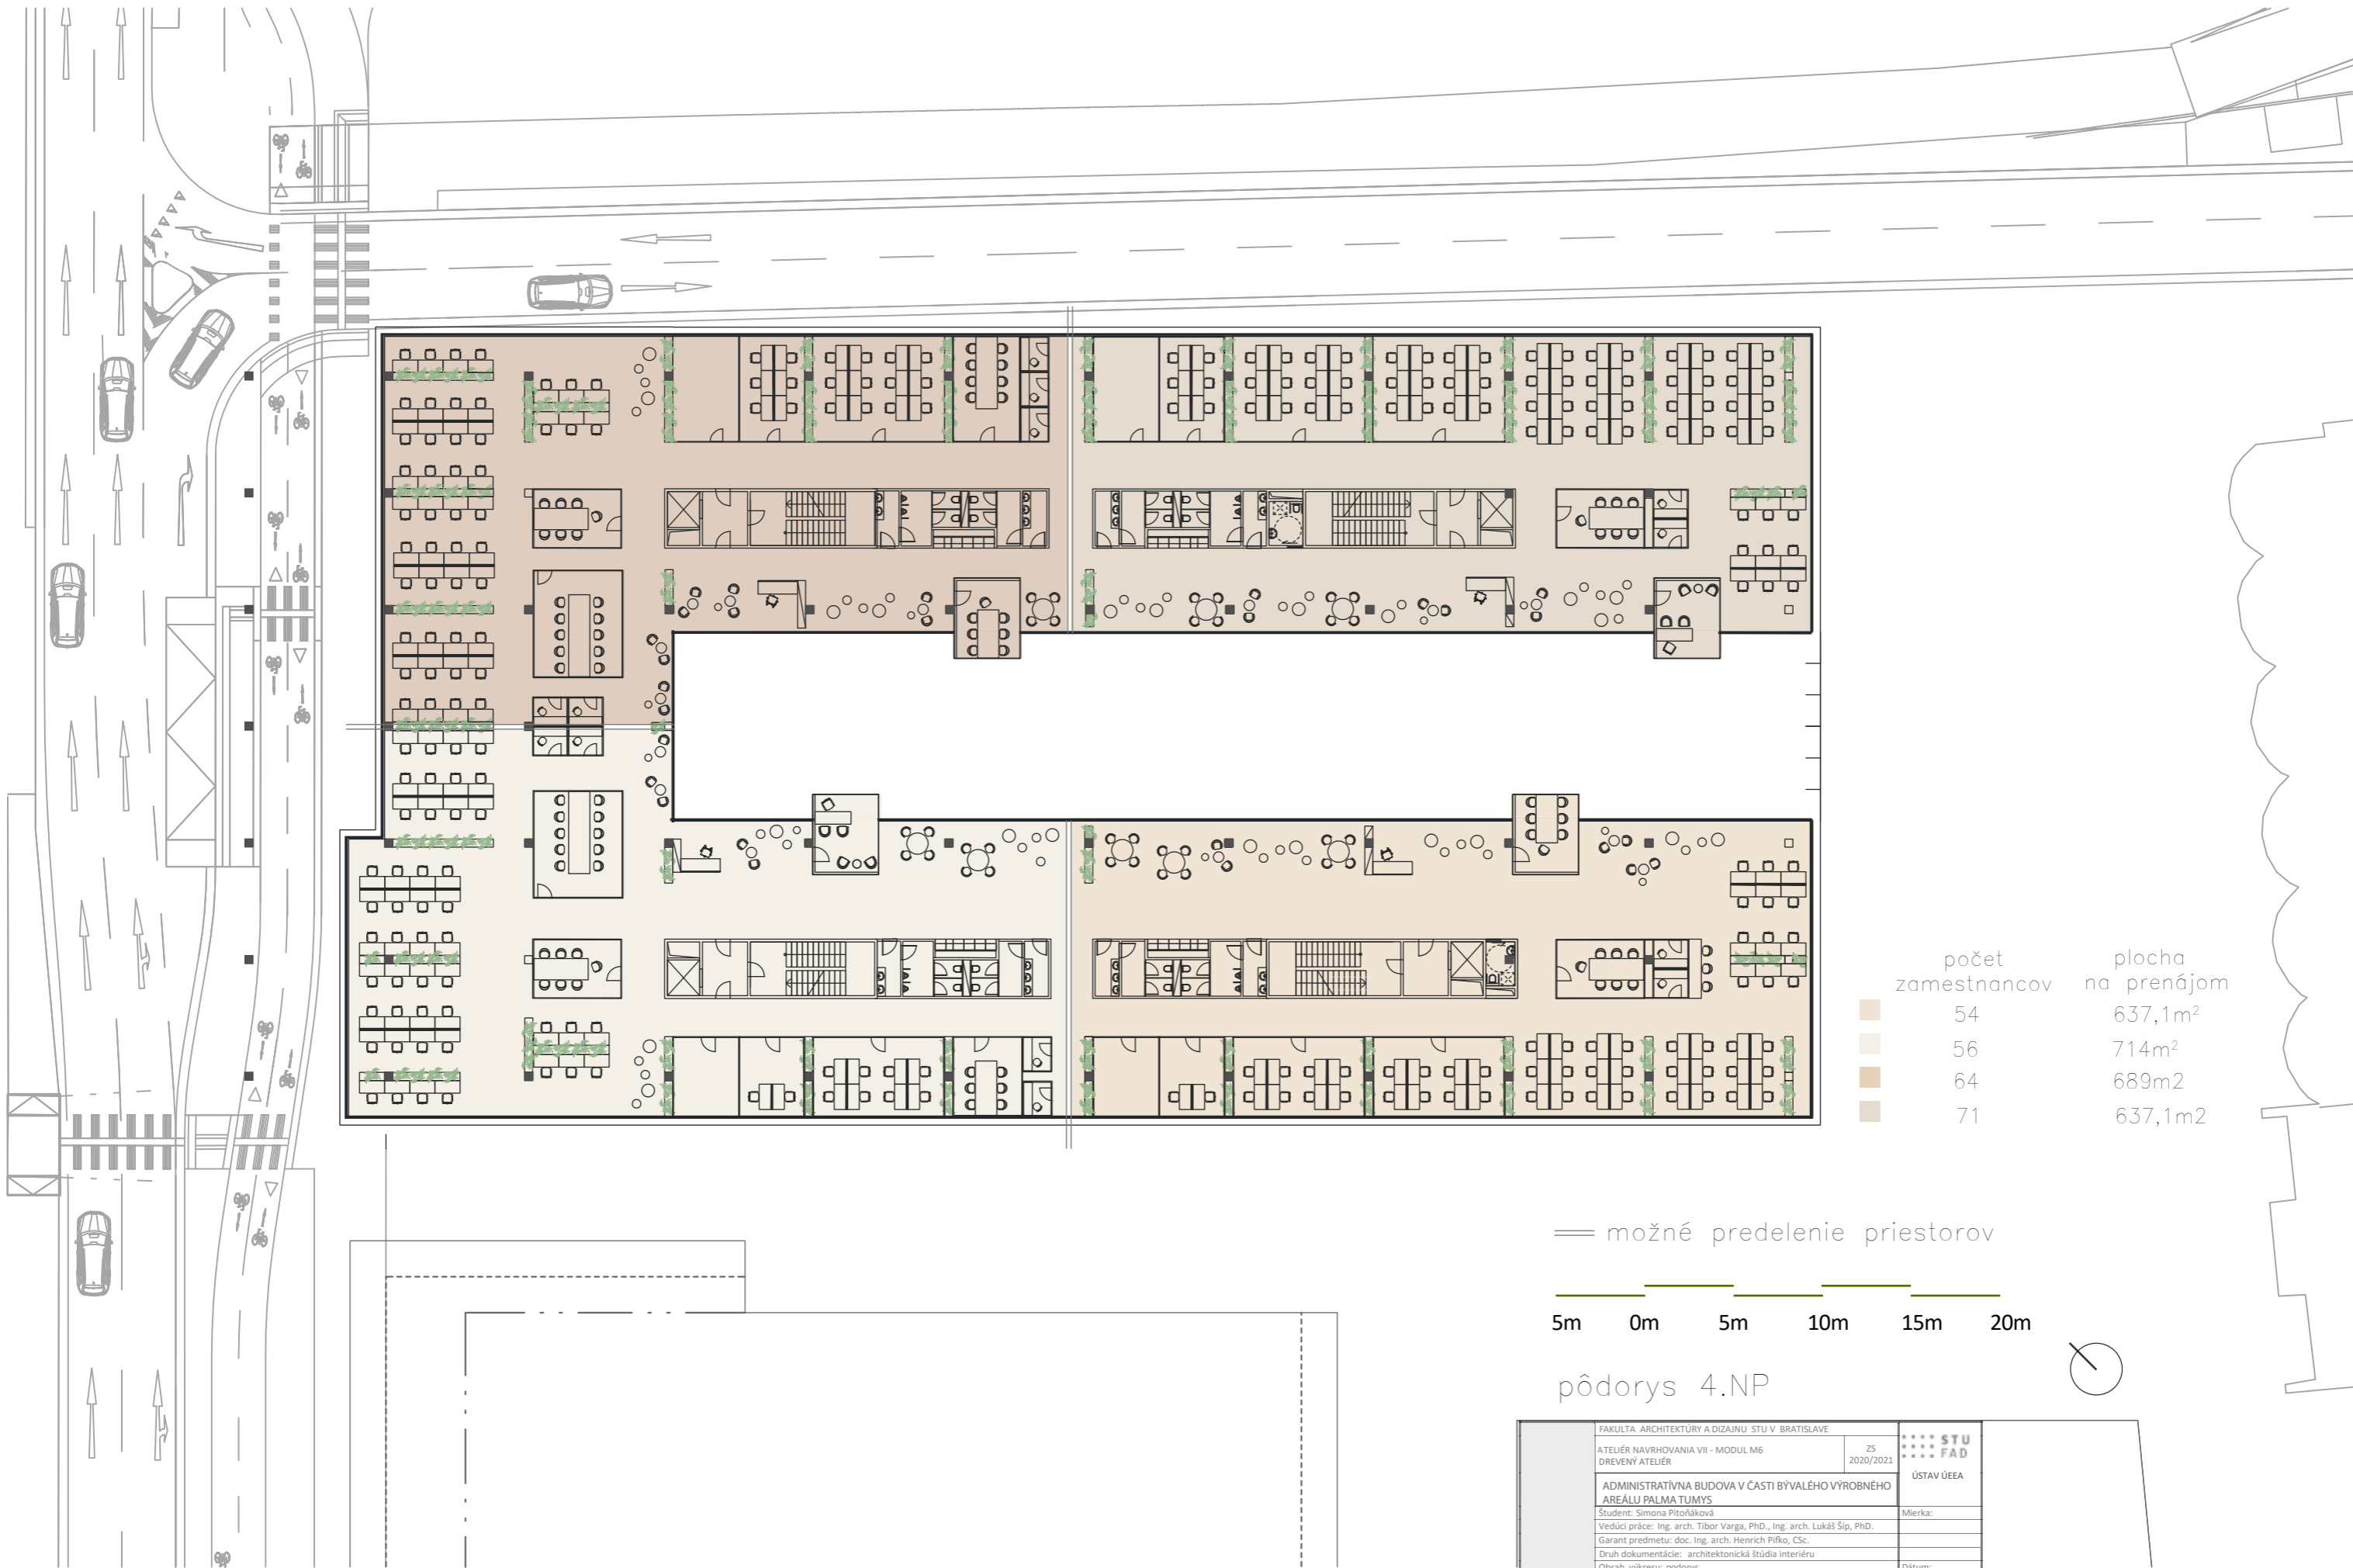 počet plocha
zamestnancov na prenájom
54 637,1m²
56 714m²
64 689m2
71 637,1m2
možné predelenie priestorov
5m 0m 5m 10m 15m 20m
pôdorys 4.NP
FAKULTA ARCHITEKTÚRY A DIZAJNU STU V BRATISLAVE
ATELIÉR NAVRHOVANIA VII - MODUL M6
DREVENÝ ATELIÉR
ZS
2020/2021
STU
FAD
ÚSTAV ÚEEA
ADMINISTRATÍVNA BUDOVA V ČASTI BÝVALÉHO VÝROBNÉHO
AREÁLU PALMA TUMYS
Študent: Simona Pitoňáková
Mierka:
Vedúci práce: Ing. arch. Tibor Varga, PhD., Ing. arch. Lukáš Šíp, PhD.
Garant predmetu: doc. Ing. arch. Henrich Pifko, CSc.
Druh dokumentácie: architektonická štúdia interiéru
Obsah výkresu: podorys
Dátum: